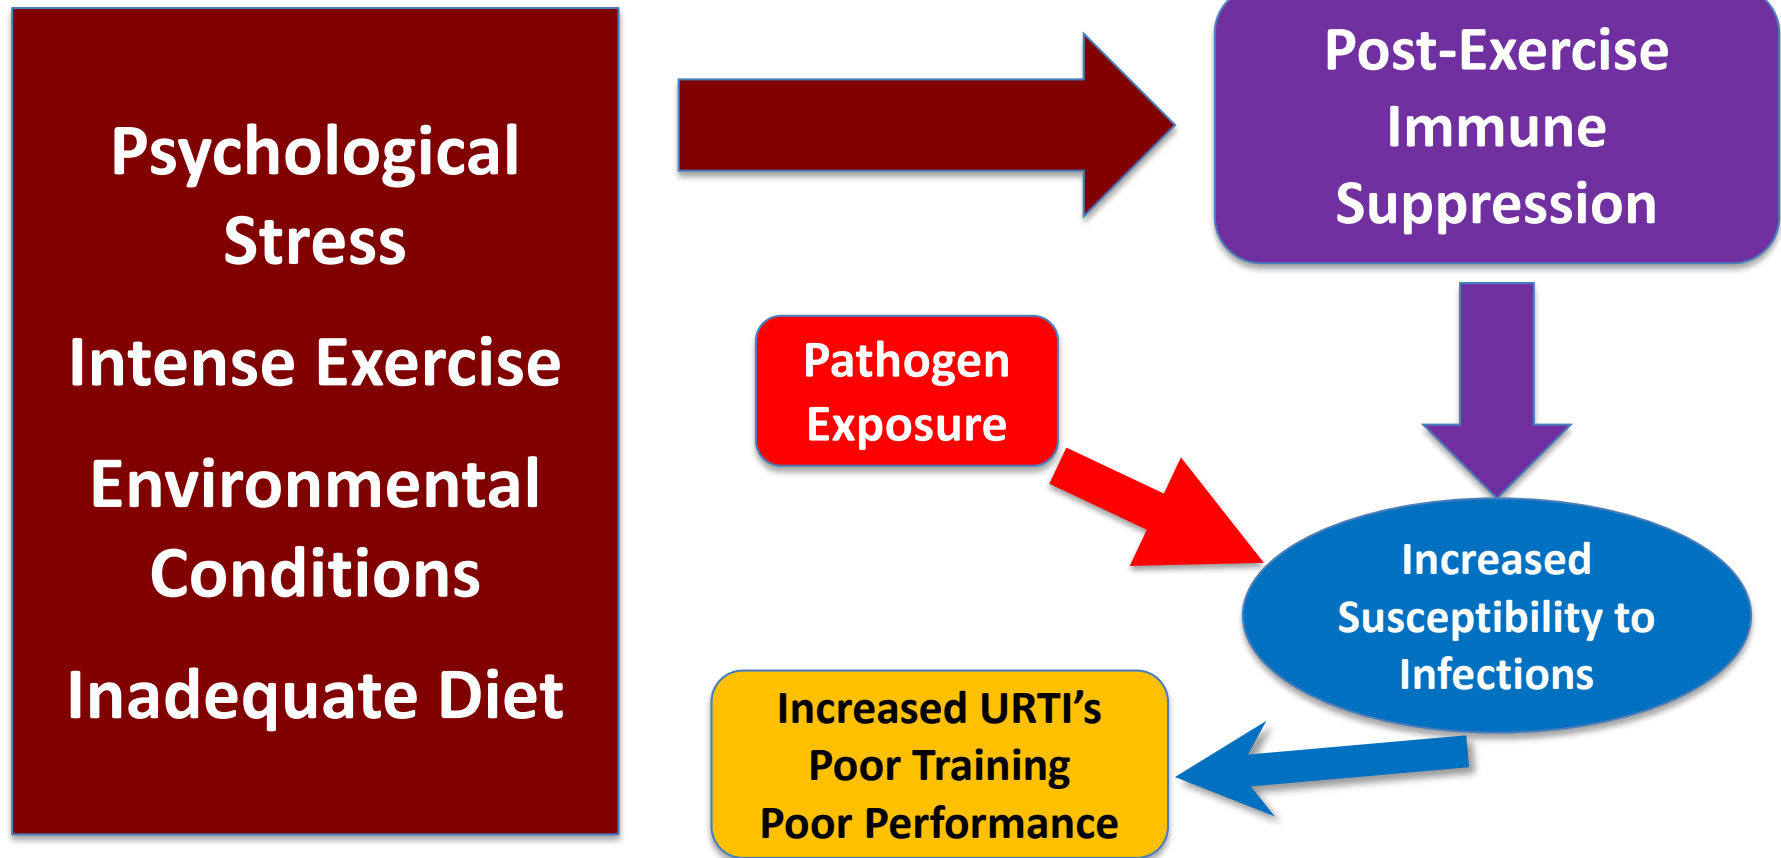 Psychological
Stress
Intense Exercise
Environmental
Conditions
Inadequate Diet
Post-Exercise
Immune
Suppression
Pathogen
Exposure
Increased
Susceptibility to
Infections
Increased URTI’s
Poor Training
Poor Performance